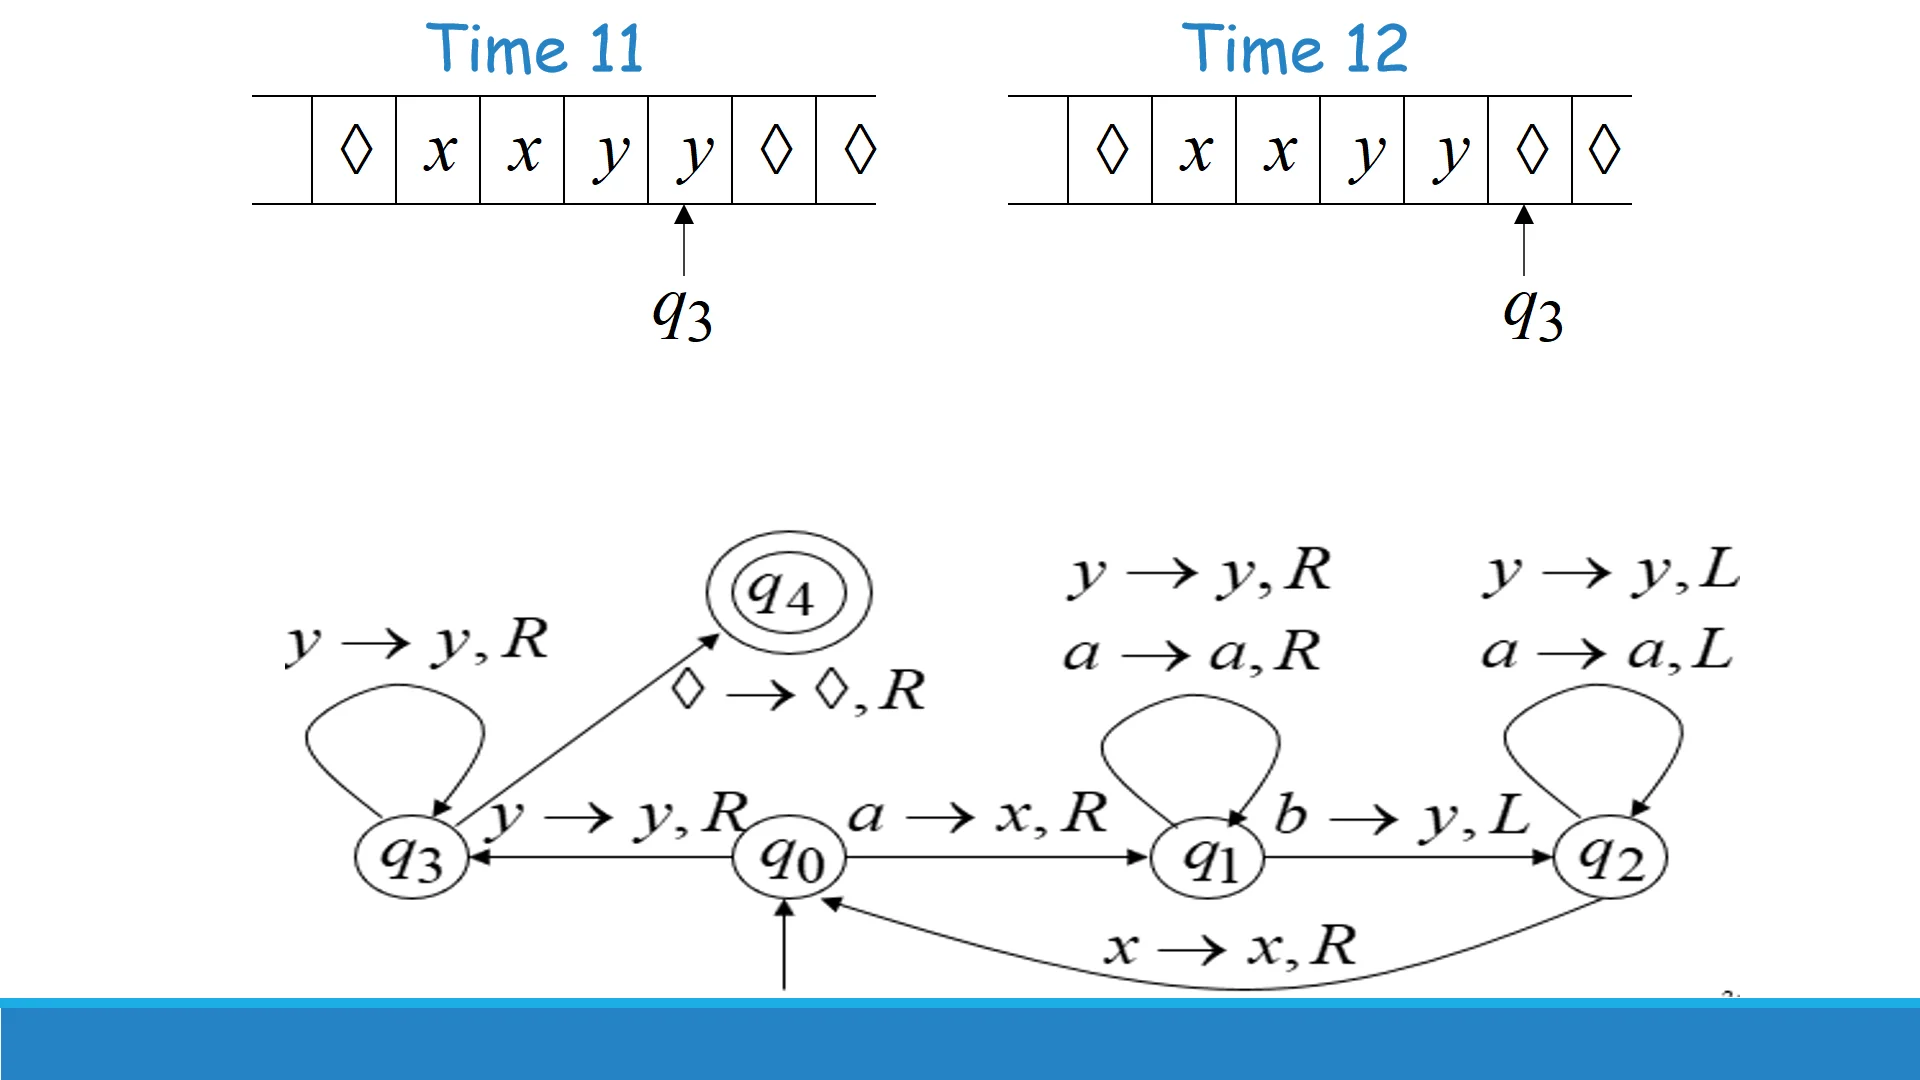 Time 11
Time 12
◊ x x y y ◊ ◊
◊ x x y y ◊ ◊
q3
q3
q4
y → y, R
y → y, L
y → y, R
a → a, R
a → a, L
◊ → ◊, R
y → y, R
a → x, R
b → y, L
q3
q0
q1
q2
x → x, R